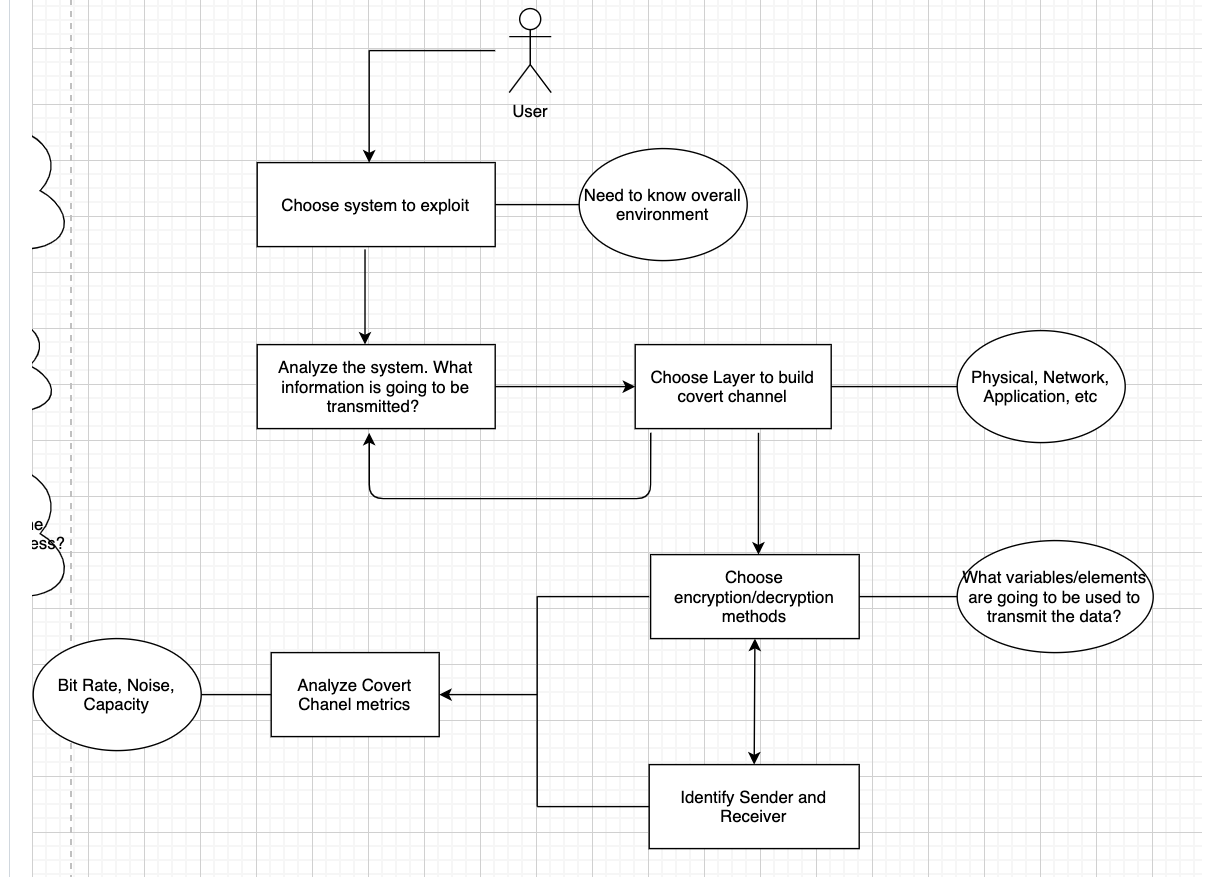 User
Choose system to exploit
Need to know overall
environment
Analyze the system. What
information is going to be
transmitted?
Choose Layer to build
covert channel
Physical, Network,
Application, etc
ess?
Choose
encryption/decryption
methods
What variables/elements
are going to be used to
transmit the data?
Bit Rate, Noise,
Capacity
Analyze Covert
Chanel metrics
Identify Sender and
Receiver